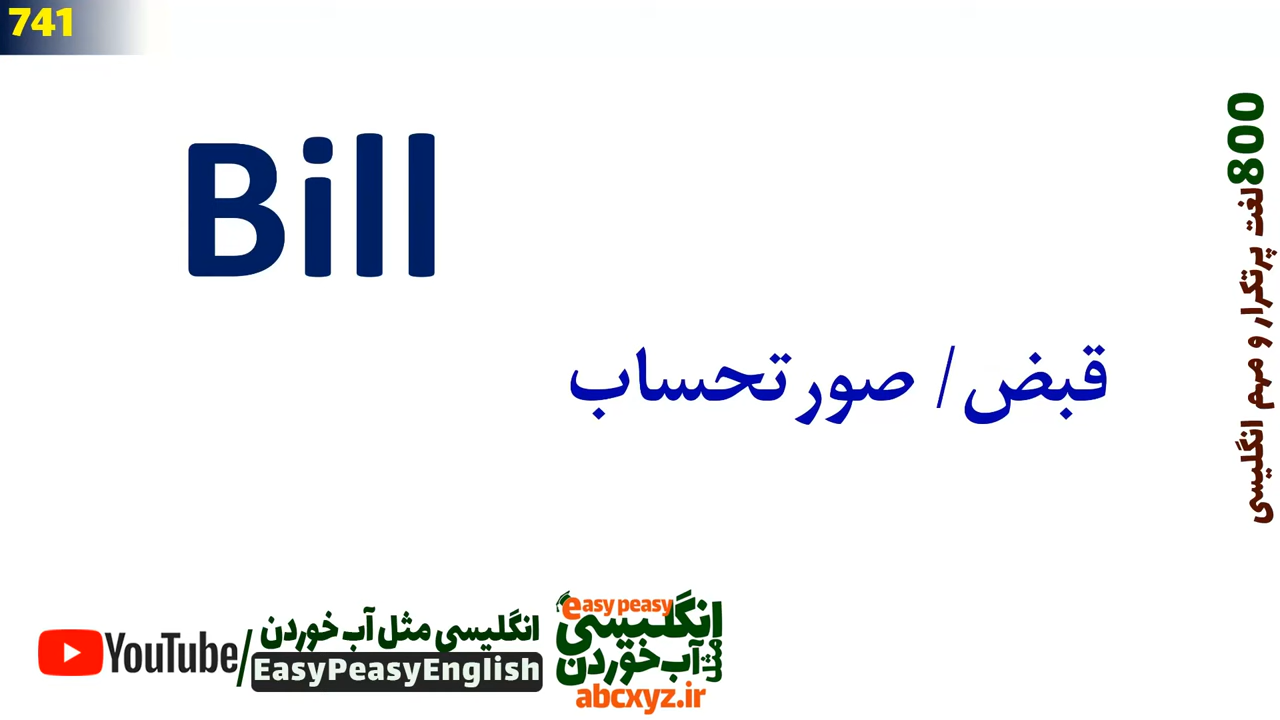 741
Bill
قبض / صورتحساب
800 لغت پرتکرار و مهم انگلیسی
YouTube/
انگلیسی مثل آب خوردن
EasyPeasyEnglish
easy peasy
انگلیسی
مثل
آب خوردن
abcxyz.ir